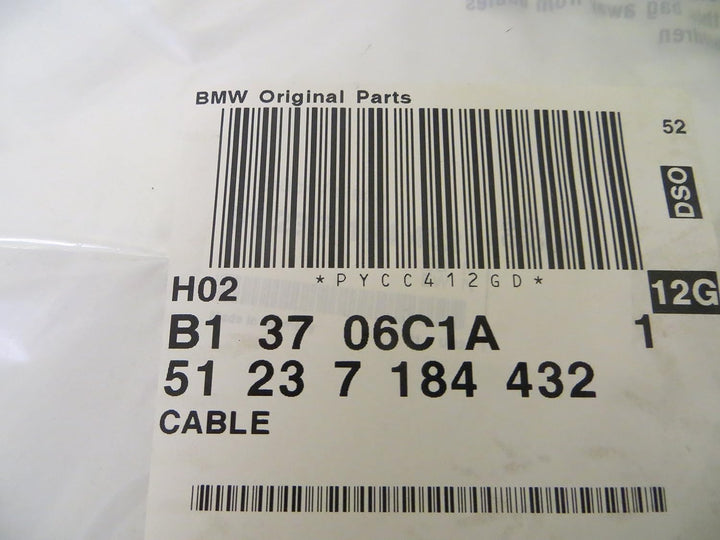 BMW Original Parts
52
DSO
*PYCC412GD*
H02
12G
B1 37 06C1A 1
51 23 7 184 432
CABLE